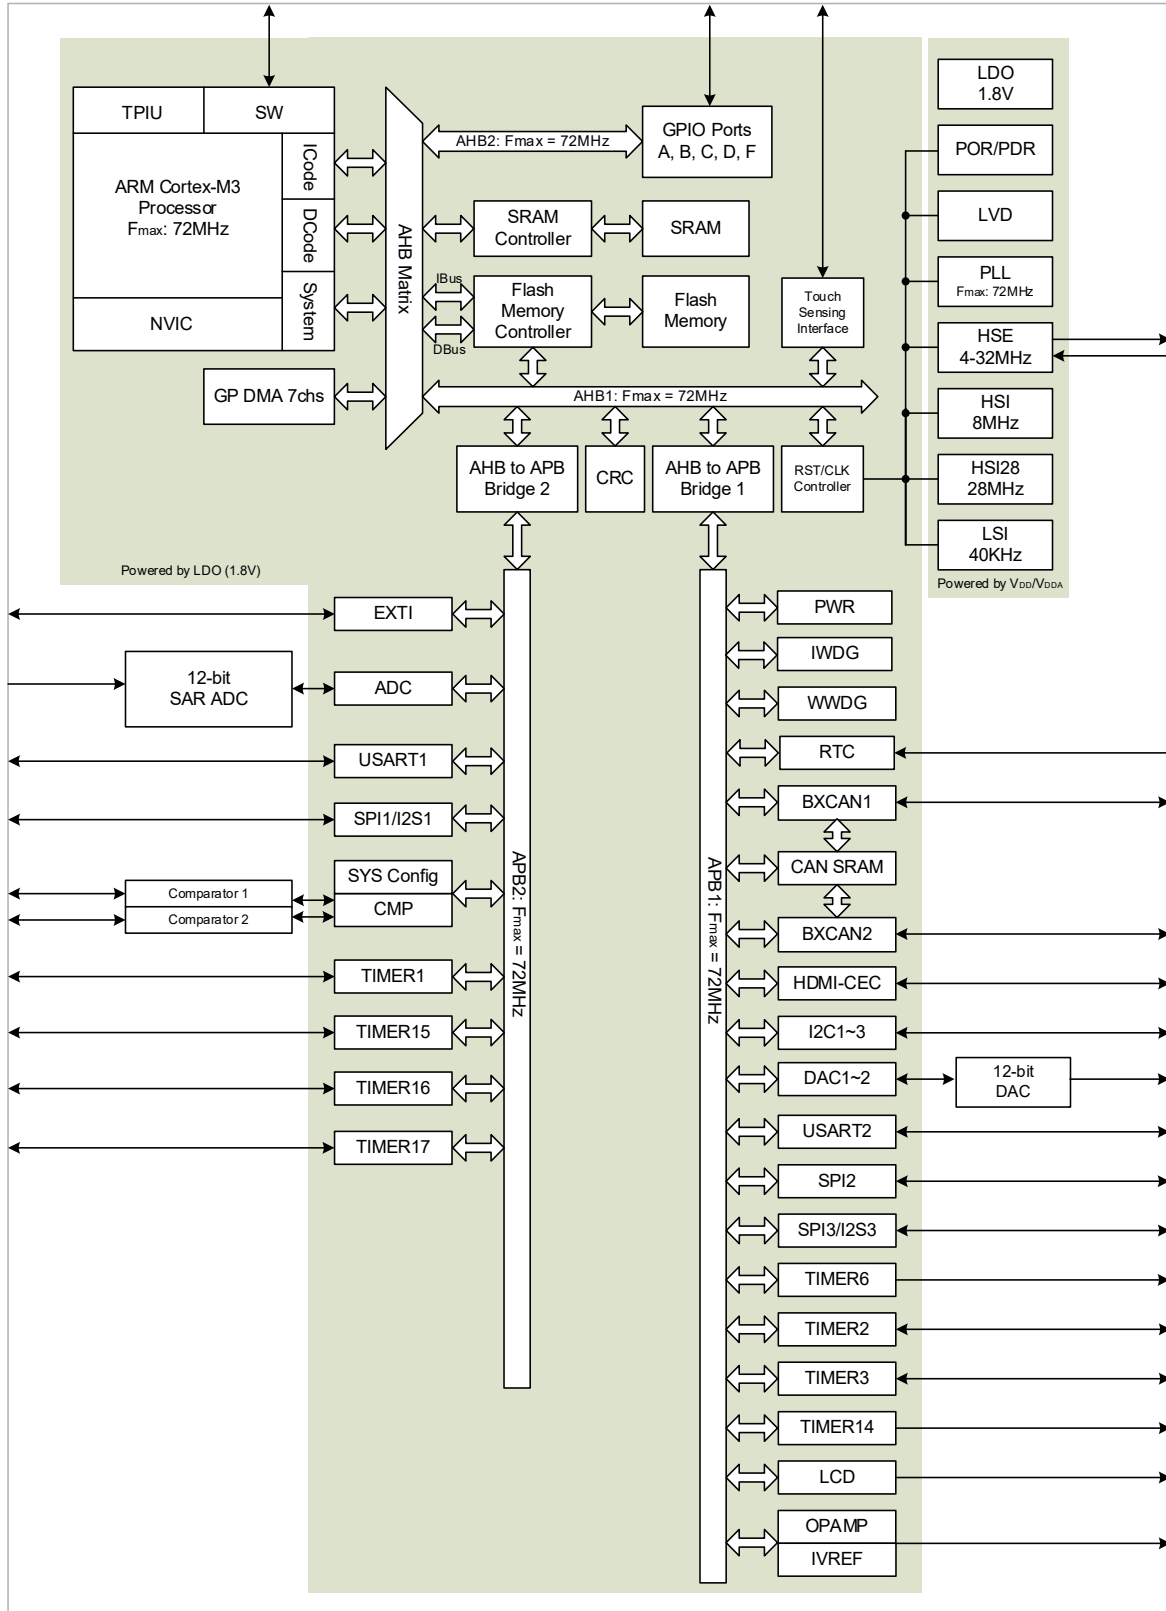 TPIU
SW
ARM Cortex-M3
Processor
Fmax: 72MHz
ICode
DCode
System
NVIC
GP DMA 7chs
AHB Matrix
AHB2: Fmax = 72MHz
GPIO Ports
A, B, C, D, F
SRAM
Controller
SRAM
IBus
DBus
Flash
Memory
Controller
Flash
Memory
Touch
Sensing
Interface
AHB1: Fmax = 72MHz
AHB to APB
Bridge 2
CRC
AHB to APB
Bridge 1
RST/CLK
Controller
LDO
1.8V
POR/PDR
LVD
PLL
Fmax: 72MHz
HSE
4-32MHz
HSI
8MHz
HSI28
28MHz
LSI
40KHz
Powered by VDD/VDDA
Powered by LDO (1.8V)
EXTI
12-bit
SAR ADC
ADC
USART1
SPI1/I2S1
SYS Config
CMP
Comparator 1
Comparator 2
TIMER1
TIMER15
TIMER16
TIMER17
APB2: Fmax = 72MHz
APB1: Fmax = 72MHz
PWR
IWDG
WWDG
RTC
BXCAN1
CAN SRAM
BXCAN2
HDMI-CEC
I2C1~3
DAC1~2
12-bit
DAC
USART2
SPI2
SPI3/I2S3
TIMER6
TIMER2
TIMER3
TIMER14
LCD
OPAMP
IVREF